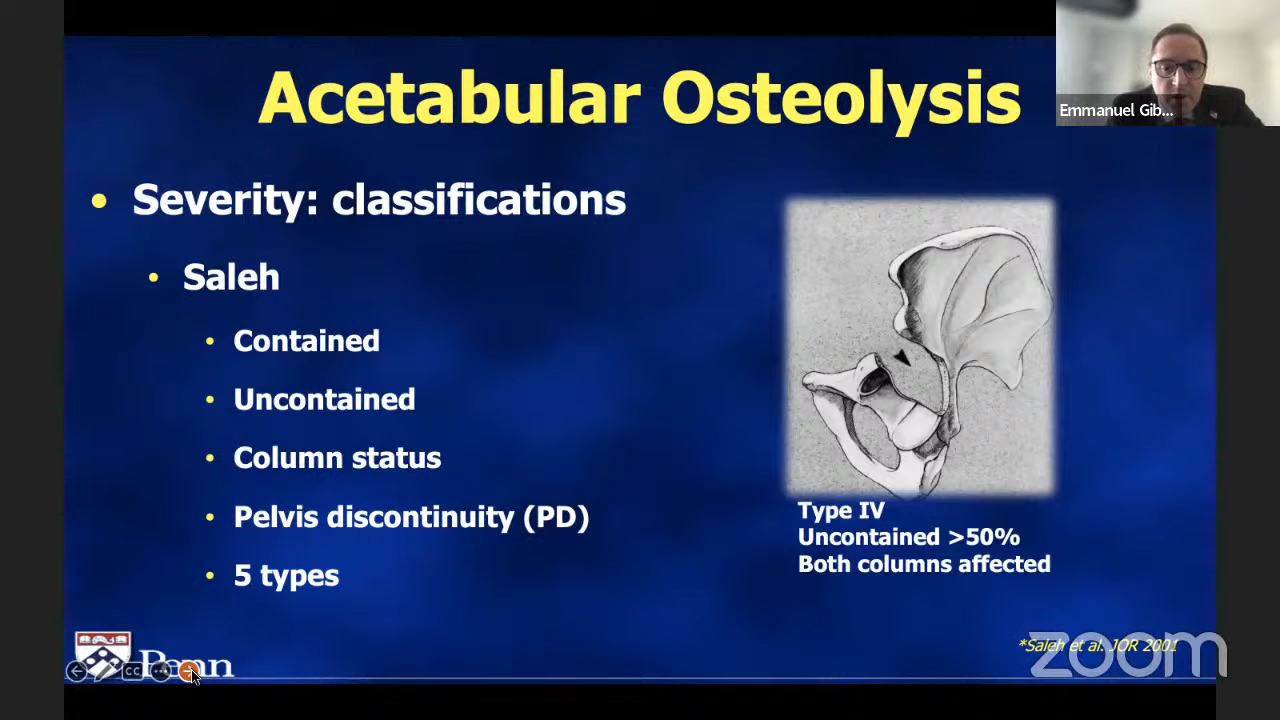 Acetabular Osteolysis
Emmanuel Gib...
• Severity: classifications
• Saleh
• Contained
• Uncontained
• Column status
• Pelvis discontinuity (PD)
• 5 types
Type IV
Uncontained >50%
Both columns affected
*Saleh et al. JOR 2001
zoom
Penn
CC